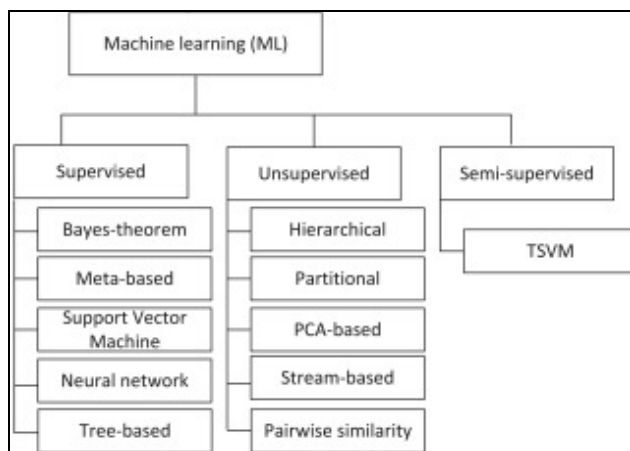 Machine learning (ML)
Supervised
Unsupervised
Semi-supervised
Bayes-theorem
Meta-based
Support Vector
Machine
Neural network
Tree-based
Hierarchical
Partitional
PCA-based
Stream-based
Pairwise similarity
TSVM